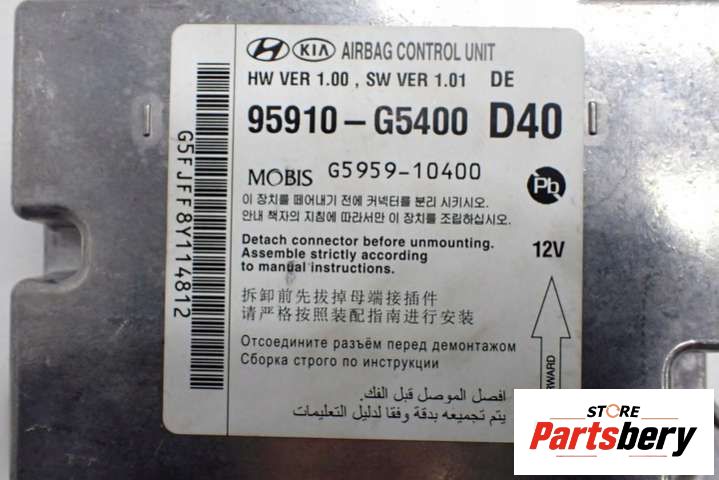 HYUNDAI KIA AIRBAG CONTROL UNIT
HW VER 1.00 , SW VER 1.01 DE
95910-G5400 D40
MOBIS G5959-10400
Pb
이 장치를 떼어내기 전에 커넥터를 분리 시키시오.
안내 책자의 지침에 따라서만 이 장치를 조립하십시오.
Detach connector before unmounting.
Assemble strictly according
to manual instructions.
12V
拆卸前先拔掉母端接插件
请严格按照装配指南进行安装
Отсоедините разъём перед демонтажом
Сборка строго по инструкции
افصل الموصل قبل الفك.
يتم تجميعه بدقة وفقا لدليل التعليمات
G5FJFF8Y114812
STORE
Partsbery